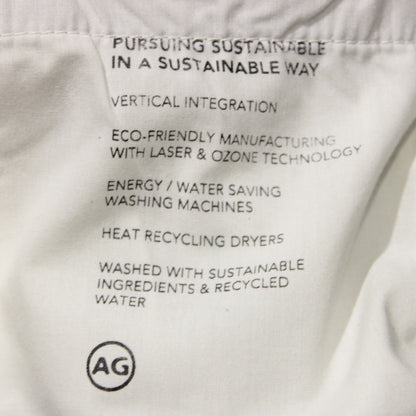 PURSUING SUSTAINABLE
IN A SUSTAINABLE WAY
VERTICAL INTEGRATION
ECO-FRIENDLY MANUFACTURING
WITH LASER & OZONE TECHNOLOGY
ENERGY / WATER SAVING
WASHING MACHINES
HEAT RECYCLING DRYERS
WASHED WITH SUSTAINABLE
INGREDIENTS & RECYCLED
WATER
AG